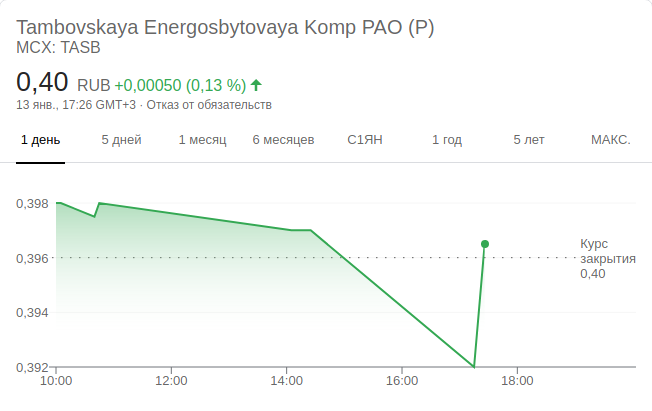 Tambovskaya Energosbytovaya Komp PAO (P)
MCX: TASB
0,40 RUB +0,00050 (0,13 %)
13 янв., 17:26 GMT+3 · Отказ от обязательств
1 день 5 дней 1 месяц 6 месяцев С1ЯН 1 год 5 лет МАКС.
0,398
0,396
0,394
0,392
Курс
закрытия
0,40
10:00 12:00 14:00 16:00 18:00